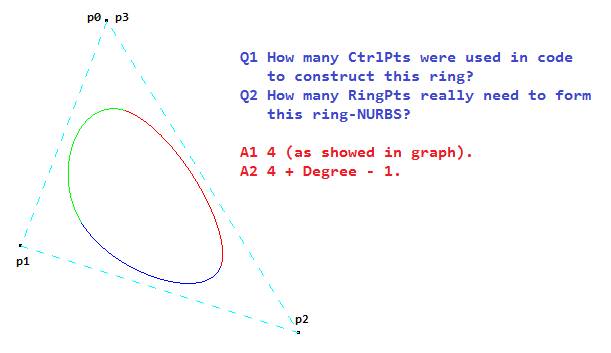 p0 p3
Q1 How many CtrlPts were used in code
to construct this ring?
Q2 How many RingPts really need to form
this ring-NURBS?
A1 4 (as showed in graph).
A2 4 + Degree - 1.
p1
p2